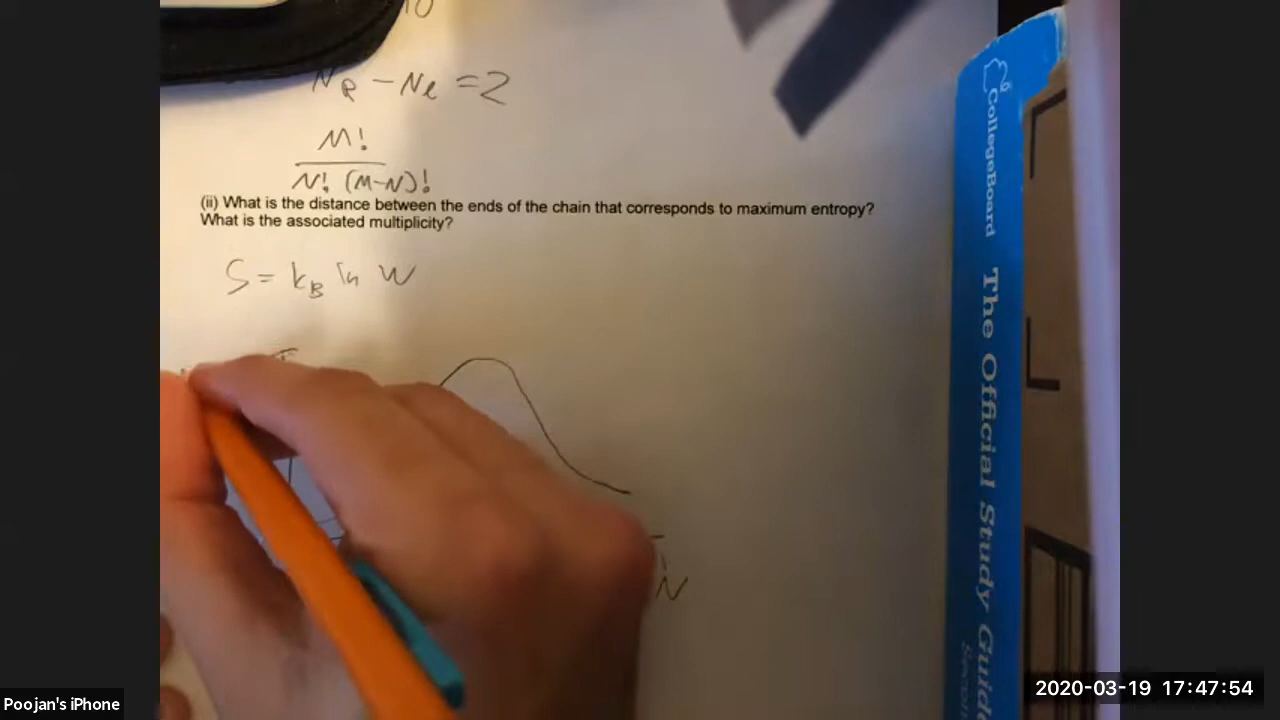 10
N_R - N_L = 2
M!
N! (M-N)!
(ii) What is the distance between the ends of the chain that corresponds to maximum entropy?
What is the associated multiplicity?
S = k_B ln W
N
CollegeBoard
The Official Study Guide
2020-03-19 17:47:54
Poojan's iPhone